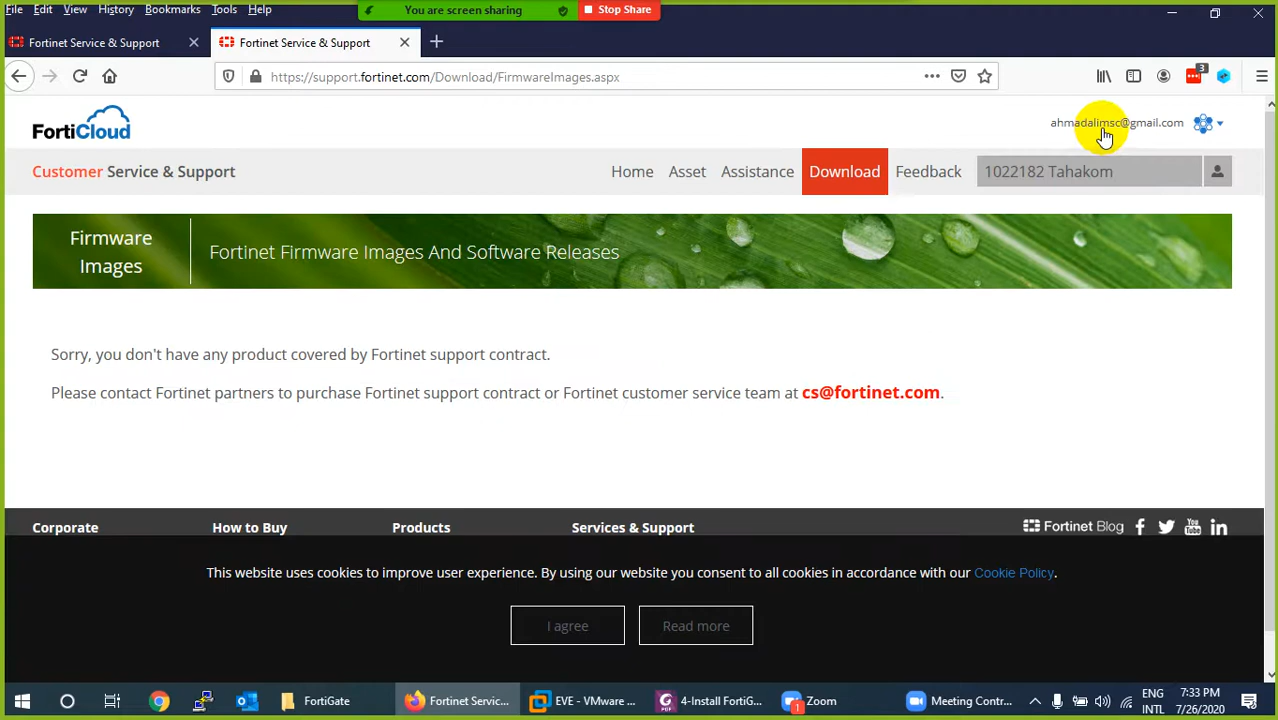 File Edit View History Bookmarks Tools Help
You are screen sharing Stop Share
Fortinet Service & Support
Fortinet Service & Support
https://support.fortinet.com/Download/FirmwareImages.aspx
3
FortiCloud
ahmadalimsc@gmail.com
Customer Service & Support
Home Asset Assistance Download Feedback 1022182 Tahakom
Firmware
Images
Fortinet Firmware Images And Software Releases
Sorry, you don't have any product covered by Fortinet support contract.
Please contact Fortinet partners to purchase Fortinet support contract or Fortinet customer service team at cs@fortinet.com.
Corporate How to Buy Products Services & Support Fortinet Blog
This website uses cookies to improve user experience. By using our website you consent to all cookies in accordance with our Cookie Policy.
I agree Read more
FortiGate Fortinet Servic... EVE - VMware ... 4-Install FortiG... 1 Zoom Meeting Contr...
ENG
INTL
7:33 PM
7/26/2020